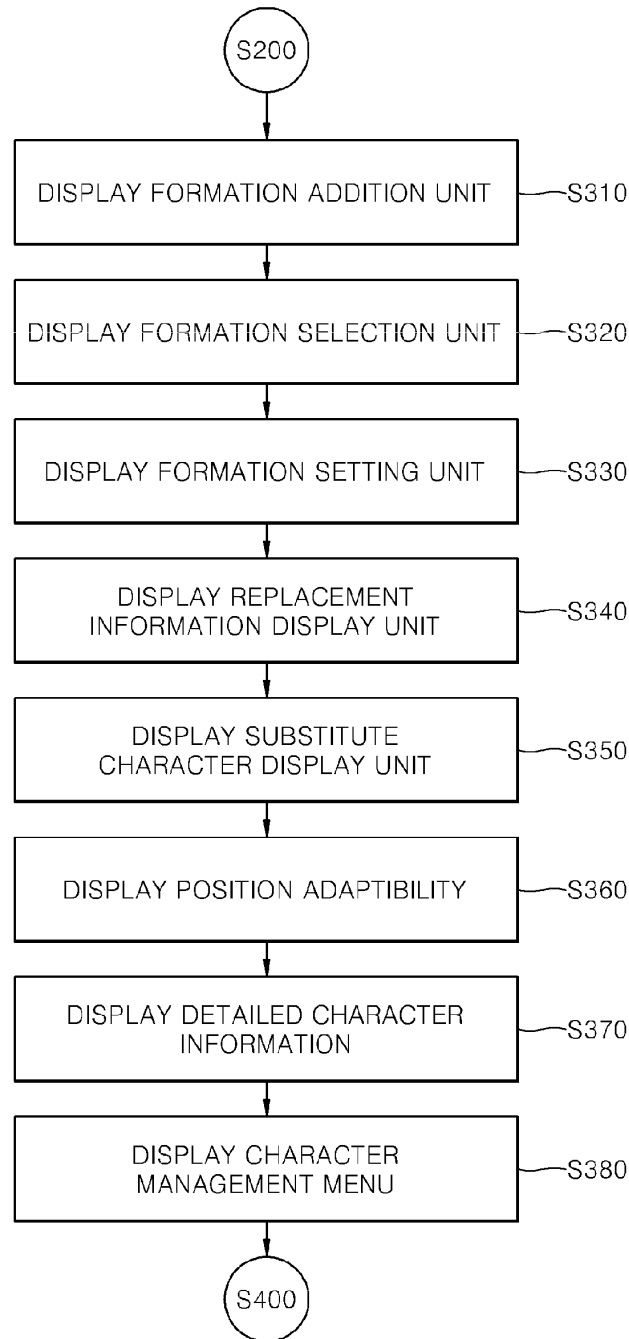 S200
DISPLAY FORMATION ADDITION UNIT
S310
DISPLAY FORMATION SELECTION UNIT
S320
DISPLAY FORMATION SETTING UNIT
S330
DISPLAY REPLACEMENT
INFORMATION DISPLAY UNIT
S340
DISPLAY SUBSTITUTE
CHARACTER DISPLAY UNIT
S350
DISPLAY POSITION ADAPTIBILITY
S360
DISPLAY DETAILED CHARACTER
INFORMATION
S370
DISPLAY CHARACTER
MANAGEMENT MENU
S380
S400